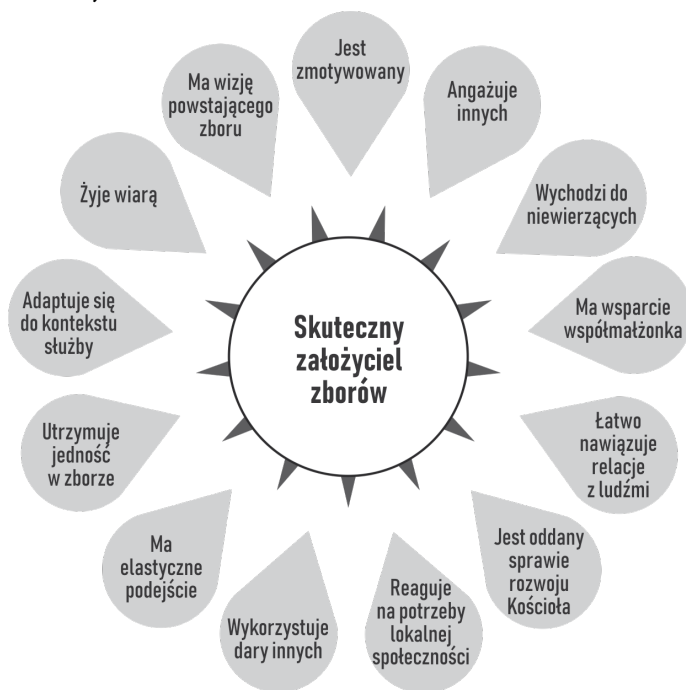 Jest
zmotywowany
Angażuje
innych
Wychodzi do
niewierzących
Ma wsparcie
współmałżonka
Łatwo
nawiązuje
relacje
z ludźmi
Jest oddany
sprawie
rozwoju
Kościoła
Reaguje
na potrzeby
lokalnej
społeczności
Wykorzystuje
dary innych
Ma
elastyczne
podejście
Utrzymuje
jedność
w zborze
Adaptuje się
do kontekstu
służby
Żyje wiarą
Ma wizję
powstającego
zboru
Skuteczny
założyciel
zborów